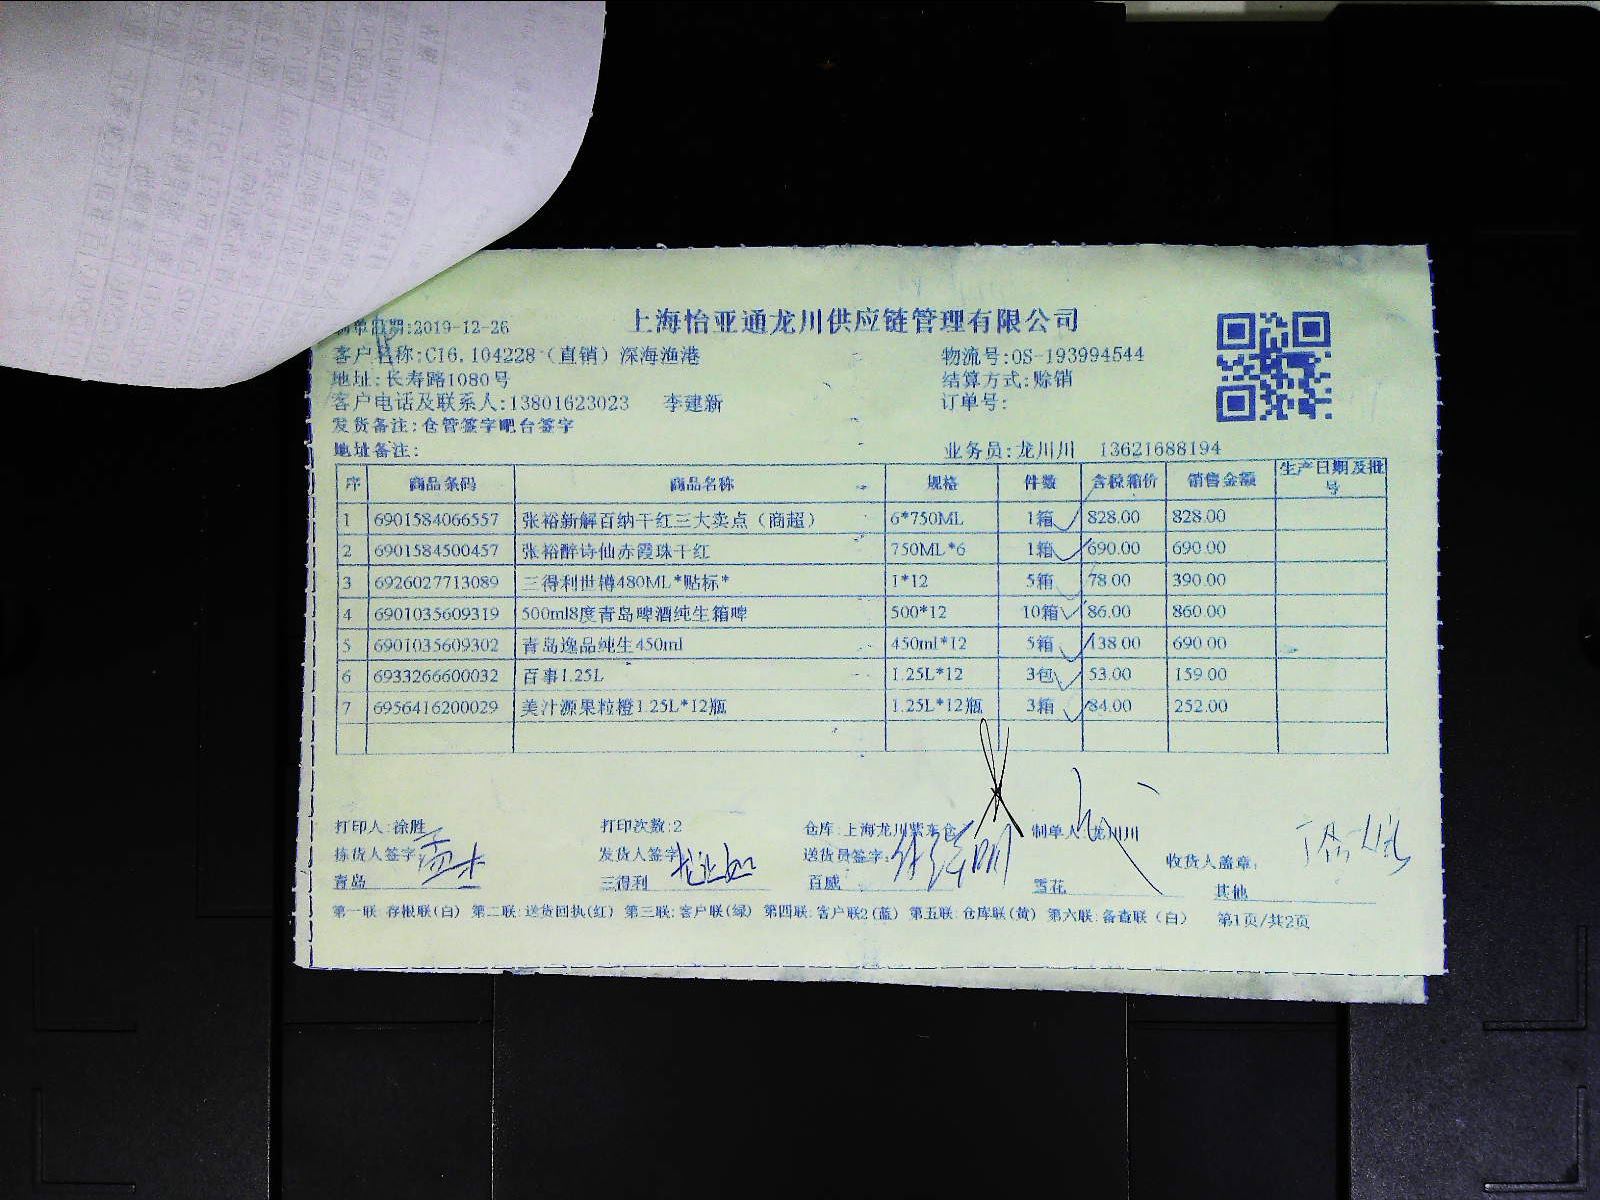 上海怡亚通龙川供应链管理有限公司
制单日期:2019-12-26
客户名称:C16.104228（直销）深海渔港 物流号:OS-193994544
地址:长寿路1080号 结算方式:赊销
客户电话及联系人:13801623023 李建新 订单号:
发货备注:仓管签字吧台签字
地址备注: 业务员:龙川川 13621688194
序 商品条码 商品名称 规格 件数 含税箱价 销售金额 生产日期及批号
1 6901584066557 张裕新解百纳干红三大卖点（商超） 6*750ML 1箱 828.00 828.00
2 6901584500457 张裕醉诗仙赤霞珠干红 750ML*6 1箱 690.00 690.00
3 6926027713089 三得利世樽480ML*贴标* 1*12 5箱 78.00 390.00
4 6901035609319 500ml8度青岛啤酒纯生箱啤 500*12 10箱 86.00 860.00
5 6901035609302 青岛逸品纯生450ml 450ml*12 5箱 138.00 690.00
6 6933266600032 百事1.25L 1.25L*12 3包 53.00 159.00
7 6956416200029 美汁源果粒橙1.25L*12瓶 1.25L*12瓶 3箱 84.00 252.00
打印人:徐胜 打印次数:2 仓库:上海龙川紫东仓 制单人:龙川川
拣货人签字: 发货人签字: 送货员签字: 收货人盖章:
青岛 三得利 百威 雪花 其他
第一联:存根联(白) 第二联:送货回执(红) 第三联:客户联(绿) 第四联:客户联2(蓝) 第五联:仓库联(黄) 第六联:备查联（白） 第1页/共2页